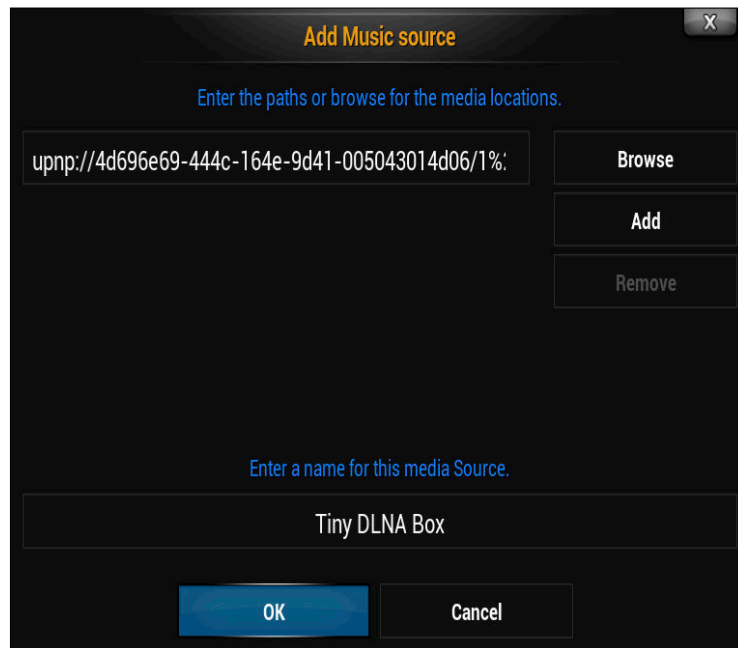 Add Music source
X
Enter the paths or browse for the media locations.
upnp://4d696e69-444c-164e-9d41-005043014d06/1%:
Browse
Add
Remove
Enter a name for this media Source.
Tiny DLNA Box
OK
Cancel